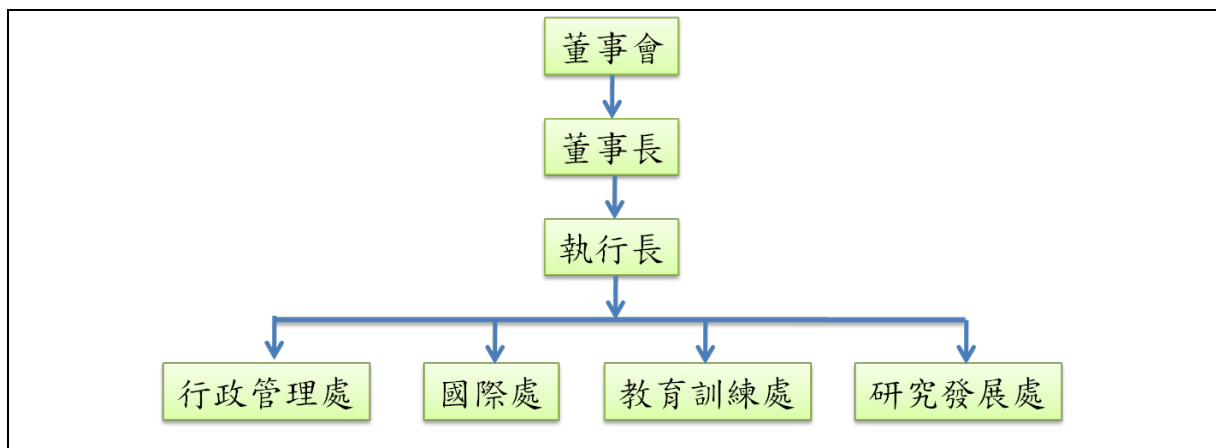 董事會
董事長
執行長
行政管理處
國際處
教育訓練處
研究發展處